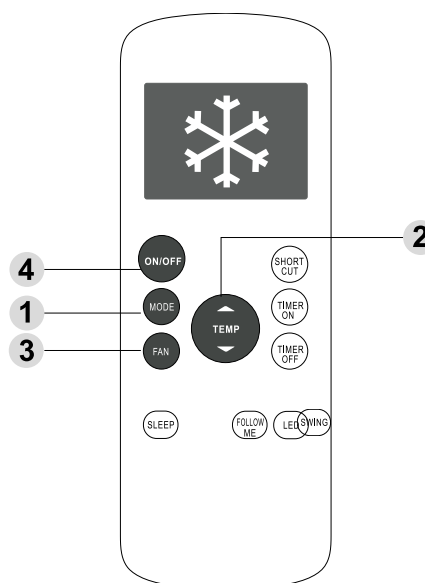 2
ON/OFF
SHORT
CUT
4
1
MODE
TEMP
TIMER
ON
3
FAN
TIMER
OFF
SLEEP
FOLLOW
ME
LED
SWING